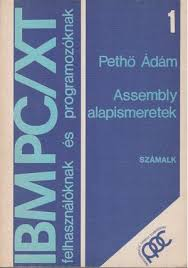 IBM PC/XT
felhasználóknak és programozóknak
1
Pethő Ádám
Assembly
alapismeretek
SZÁMALK